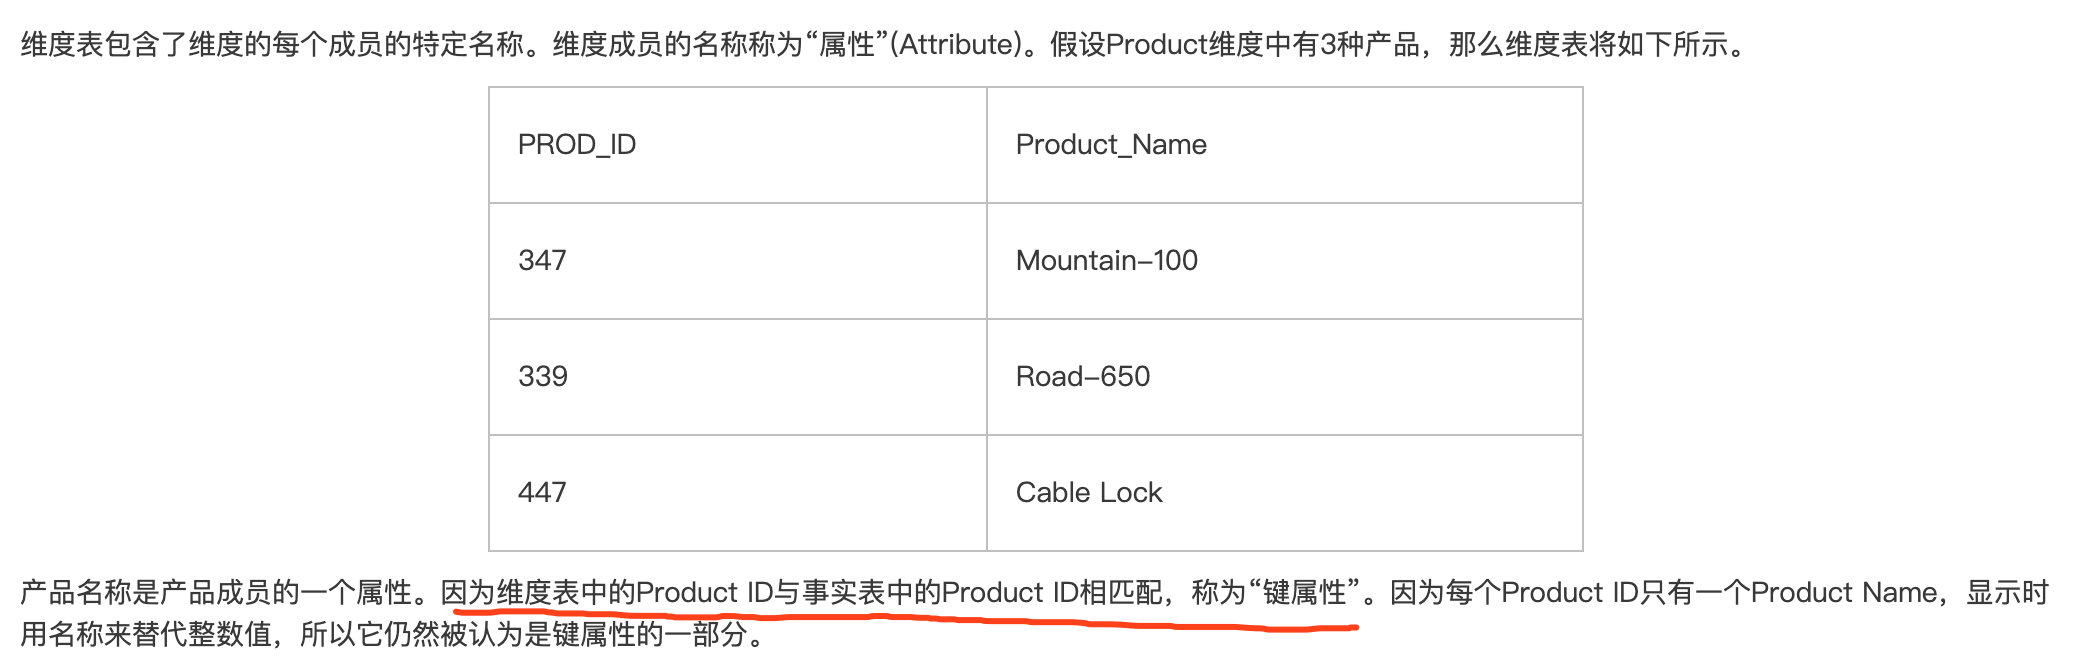 维度表包含了维度的每个成员的特定名称。维度成员的名称称为“属性”(Attribute)。假设Product维度中有3种产品，那么维度表将如下所示。
PROD_ID Product_Name
347 Mountain–100
339 Road–650
447 Cable Lock
产品名称是产品成员的一个属性。因为维度表中的Product ID与事实表中的Product ID相匹配，称为“键属性”。因为每个Product ID只有一个Product Name，显示时
用名称来替代整数值，所以它仍然被认为是键属性的一部分。